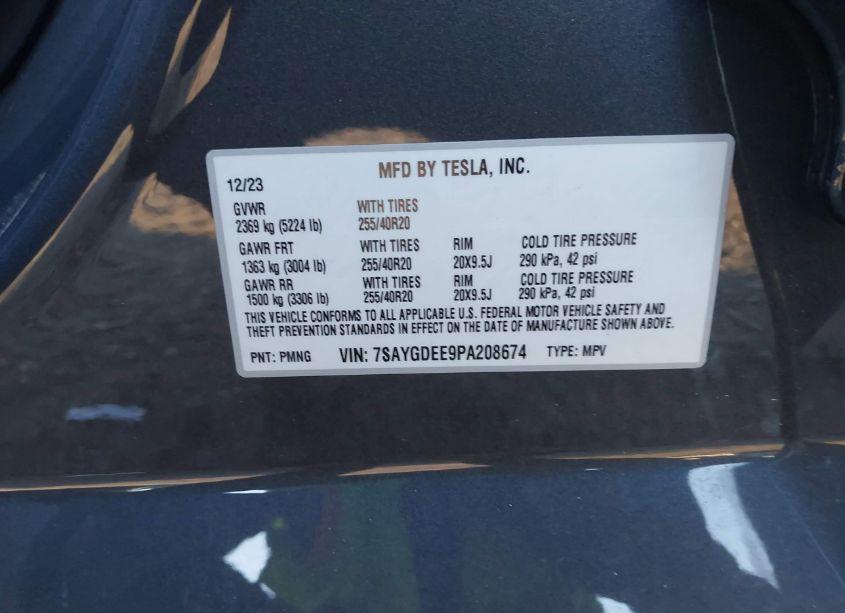 MFD BY TESLA, INC.
12/23
GVWR WITH TIRES
2369 kg (5224 lb) 255/40R20
GAWR FRT WITH TIRES RIM COLD TIRE PRESSURE
1363 kg (3004 lb) 255/40R20 20X9.5J 290 kPa, 42 psi
GAWR RR WITH TIRES RIM COLD TIRE PRESSURE
1500 kg (3306 lb) 255/40R20 20X9.5J 290 kPa, 42 psi
THIS VEHICLE CONFORMS TO ALL APPLICABLE U.S. FEDERAL MOTOR VEHICLE SAFETY AND
THEFT PREVENTION STANDARDS IN EFFECT ON THE DATE OF MANUFACTURE SHOWN ABOVE.
PNT: PMNG VIN: 7SAYGDEE9PA208674 TYPE: MPV